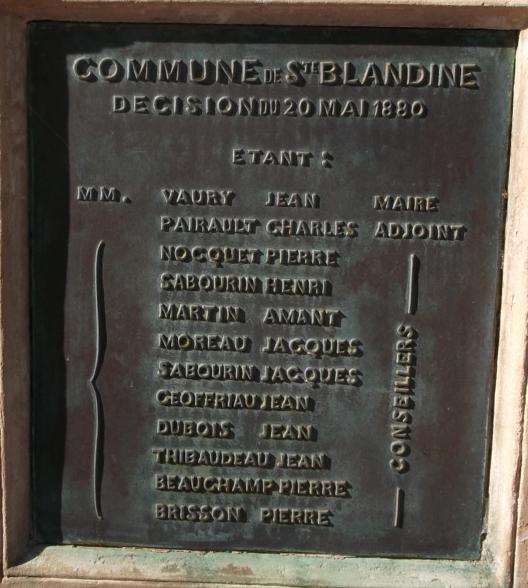 COMMUNE DE STE BLANDINE
DECISION DU 20 MAI 1880
ETANT :
MM. VAURY JEAN MAIRE
PAIRAULT CHARLES ADJOINT
NOCQUET PIERRE
SABOURIN HENRI
MARTIN AMANT
MOREAU JACQUES
SABOURIN JACQUES
GEOFFRIAU JEAN
DUBOIS JEAN
THIBAUDEAU JEAN
BEAUCHAMP PIERRE
BRISSON PIERRE
CONSEILLERS